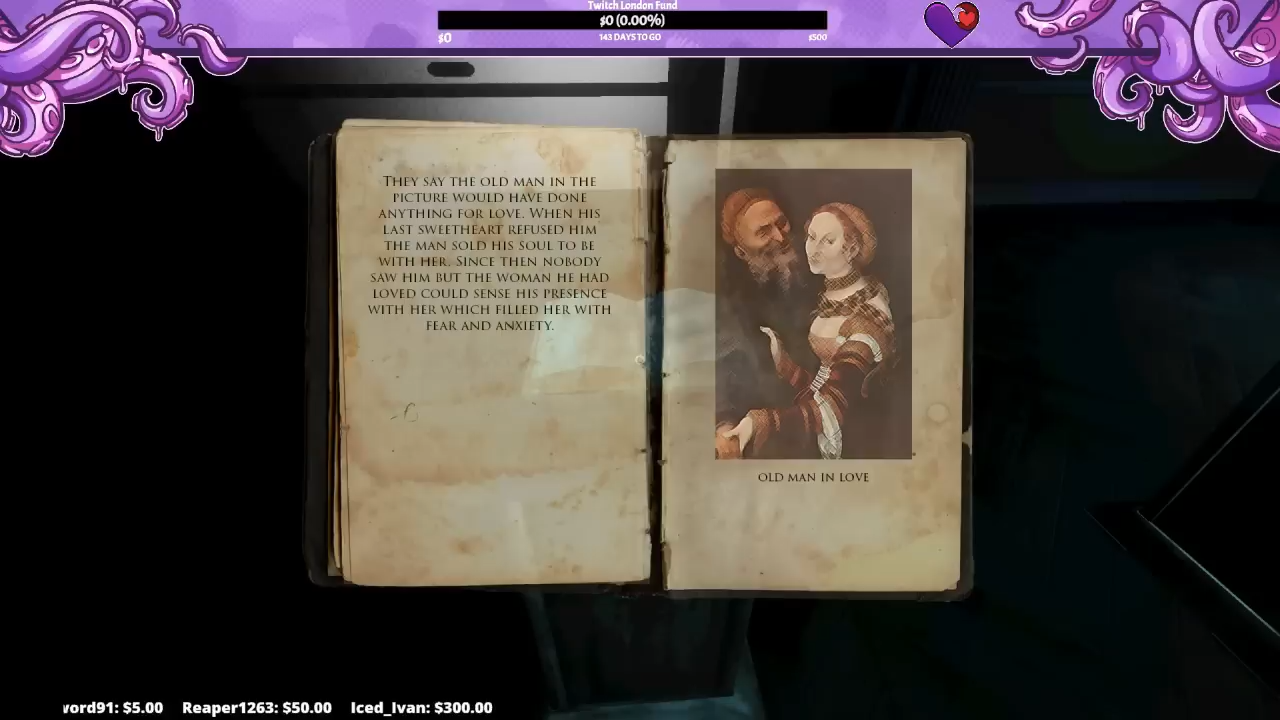 Twitch London Fund
$0 (0.00%)
$0
143 DAYS TO GO
$500
THEY SAY THE OLD MAN IN THE
PICTURE WOULD HAVE DONE
ANYTHING FOR LOVE. WHEN HIS
LAST SWEETHEART REFUSED HIM
THE MAN SOLD HIS SOUL TO BE
WITH HER. SINCE THEN NOBODY
SAW HIM BUT THE WOMAN HE HAD
LOVED COULD SENSE HIS PRESENCE
WITH HER WHICH FILLED HER WITH
FEAR AND ANXIETY.
OLD MAN IN LOVE
word91: $5.00 Reaper1263: $50.00 Iced_Ivan: $300.00